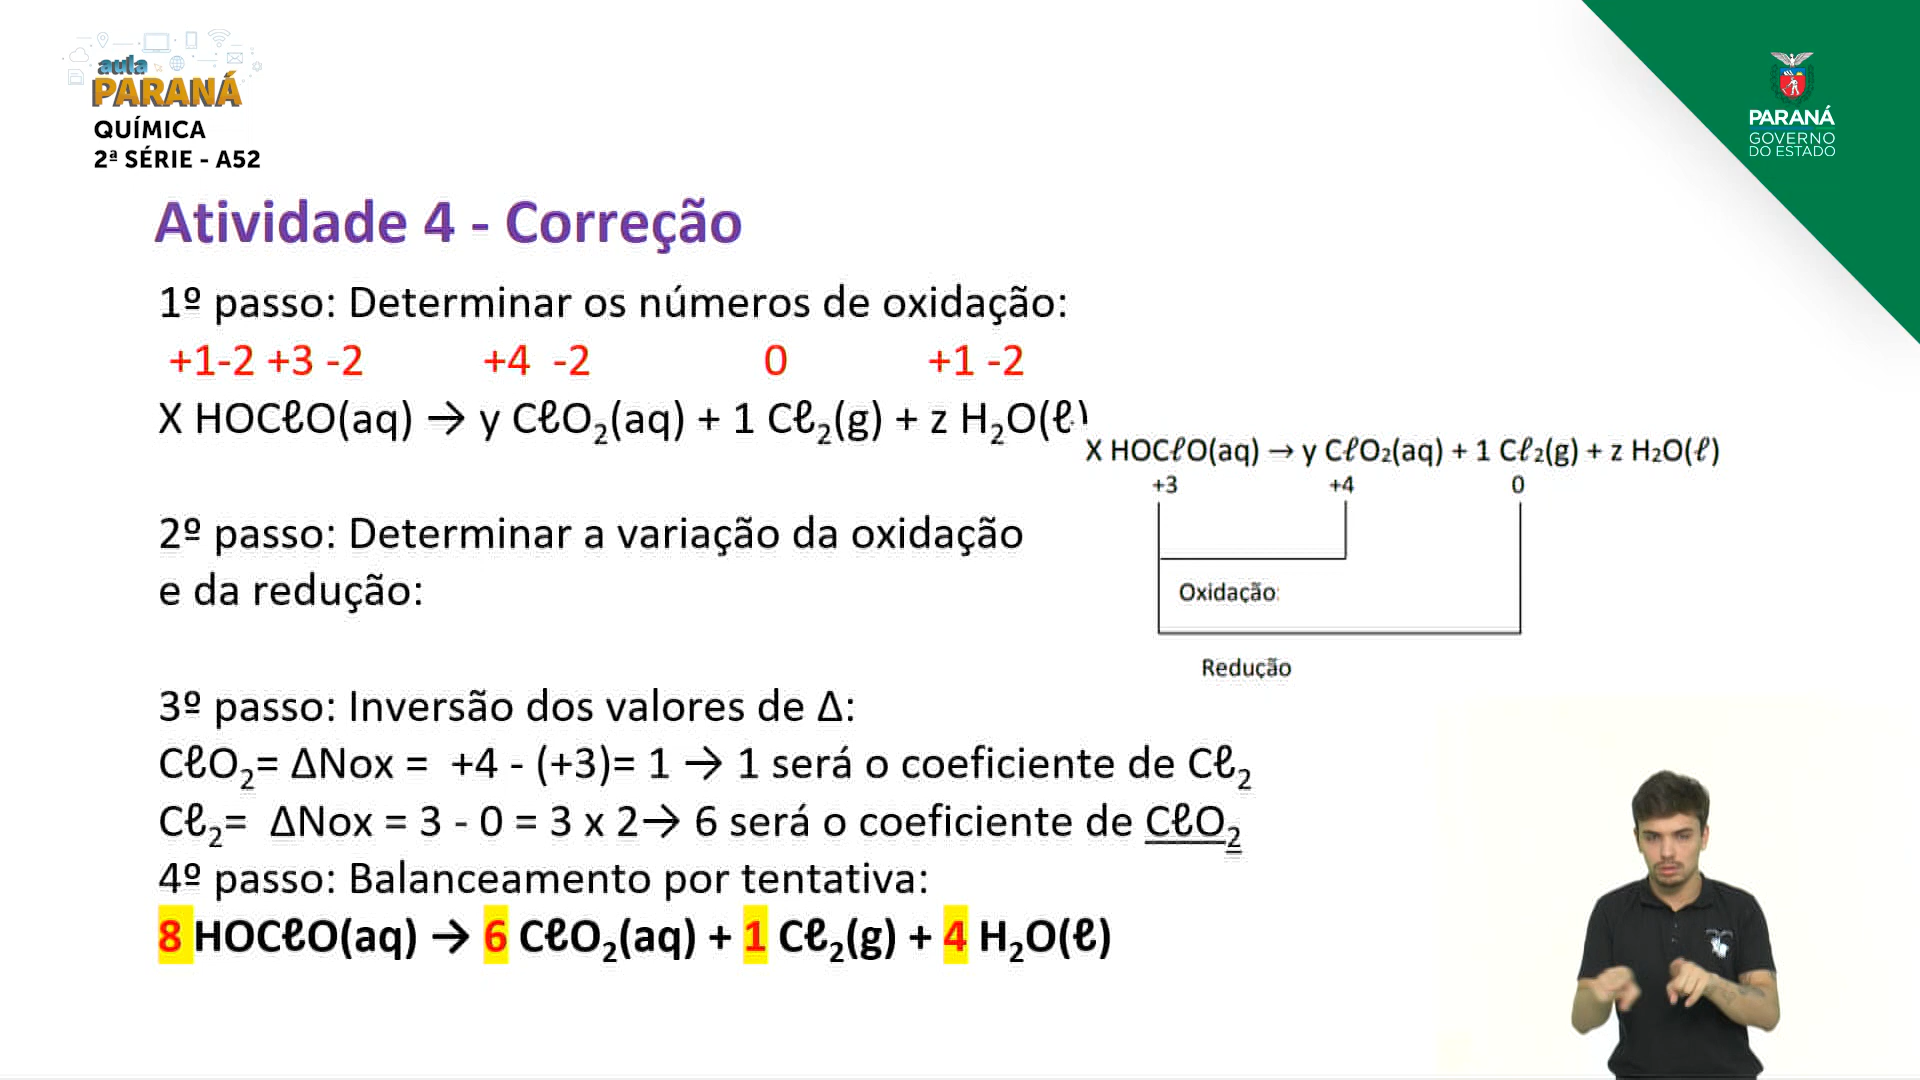 aula
PARANÁ
QUÍMICA
2ª SÉRIE - A52
PARANÁ
GOVERNO
DO ESTADO
Atividade 4 - Correção
1º passo: Determinar os números de oxidação:
+1-2 +3 -2 +4 -2 0 +1 -2
X HOCℓO(aq) → y CℓO₂(aq) + 1 Cℓ₂(g) + z H₂O(ℓ)
X HOCℓO(aq) → y CℓO₂(aq) + 1 Cℓ₂(g) + z H₂O(ℓ)
+3 +4 0
2º passo: Determinar a variação da oxidação
e da redução:
Oxidação:
Redução
3º passo: Inversão dos valores de Δ:
CℓO₂= ΔNox = +4 - (+3)= 1 → 1 será o coeficiente de Cℓ₂
Cℓ₂= ΔNox = 3 - 0 = 3 x 2→ 6 será o coeficiente de CℓO₂
4º passo: Balanceamento por tentativa:
8 HOCℓO(aq) → 6 CℓO₂(aq) + 1 Cℓ₂(g) + 4 H₂O(ℓ)